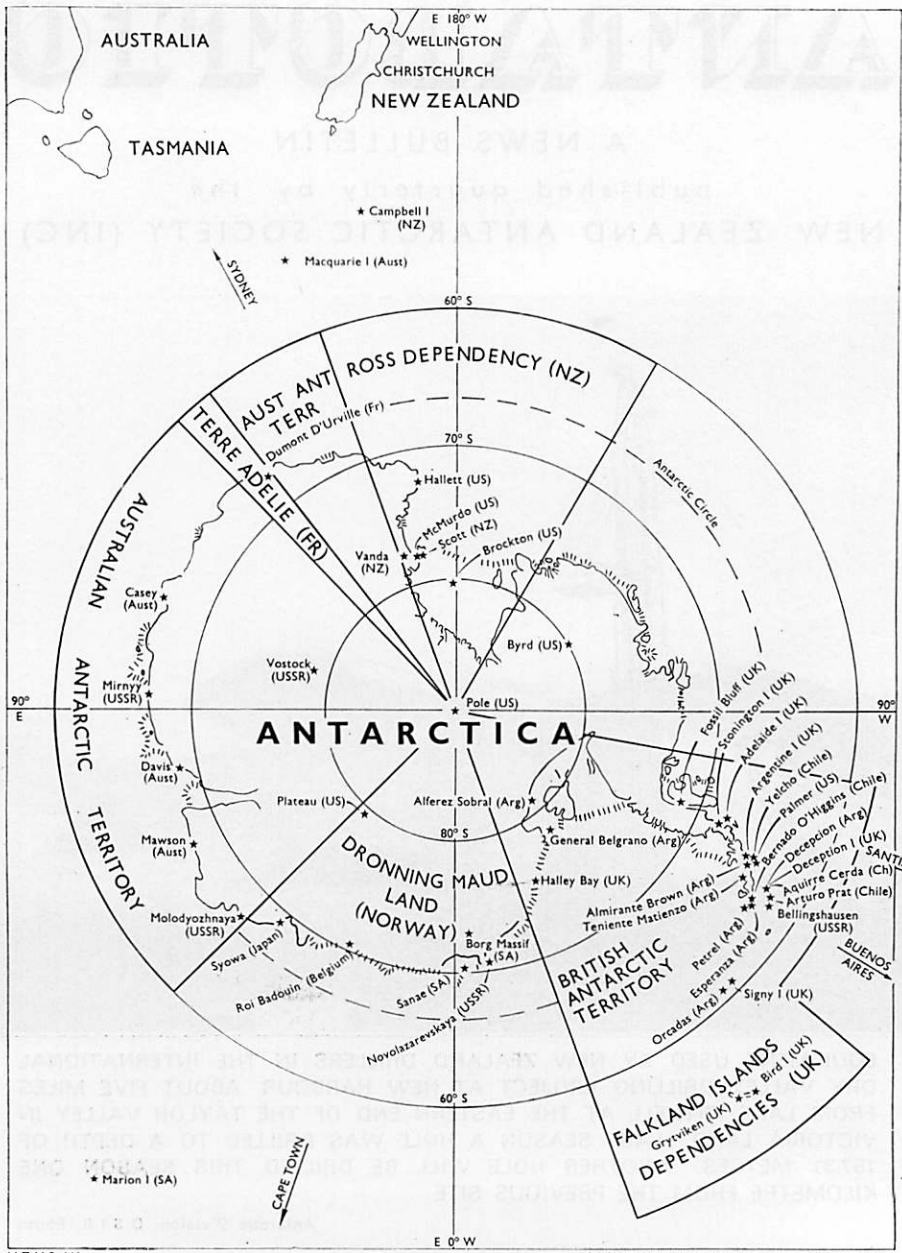 E 180° W
AUSTRALIA
WELLINGTON
CHRISTCHURCH
NEW ZEALAND
TASMANIA
Campbell I
(NZ)
Macquarie I (Aust)
SYDNEY
60° S
ROSS DEPENDENCY (NZ)
AUST ANT
TERR
TERRE ADELIE (FR)
Dumont D'Urville (Fr)
70° S
Antarctic Circle
Hallett (US)
McMurdo (US)
Scott (NZ)
Vanda
(NZ)
Brockton (US)
AUSTRALIAN
ANTARCTIC
TERRITORY
Casey
(Aust)
Byrd (US)
Vostock
(USSR)
Mirnyy
(USSR)
90°
E
Pole (US)
90°
W
ANTARCTICA
Fossil Bluff (UK)
Stonington I (UK)
Adelaide I (UK)
Argentine I (UK)
Yelcho (Chile)
Palmer (US)
Bernado O'Higgins (Chile)
Decepcion (Arg)
Deception I (UK)
Aquirre Cerda (Ch)
Arturo Prat (Chile)
Bellingshausen
(USSR)
Davis
(Aust)
Plateau (US)
Alferez Sobral (Arg)
80° S
General Belgrano (Arg)
Mawson
(Aust)
DRONNING MAUD
LAND
(NORWAY)
Halley Bay (UK)
Almirante Brown (Arg)
Teniente Matienzo (Arg)
Molodyozhnaya
(USSR)
Syowa (Japan)
Roi Badouin (Belgium)
Borg Massif
(SA)
Sanae (SA)
Novolazarevskaya (USSR)
BRITISH
ANTARCTIC
TERRITORY
Petrel (Arg)
Esperanza (Arg)
Orcadas (Arg)
Signy I (UK)
BUENOS
AIRES
FALKLAND ISLANDS
DEPENDENCIES (UK)
Grytviken (UK)
Bird I (UK)
60° S
Marion I (SA)
CAPE TOWN
E 0° W